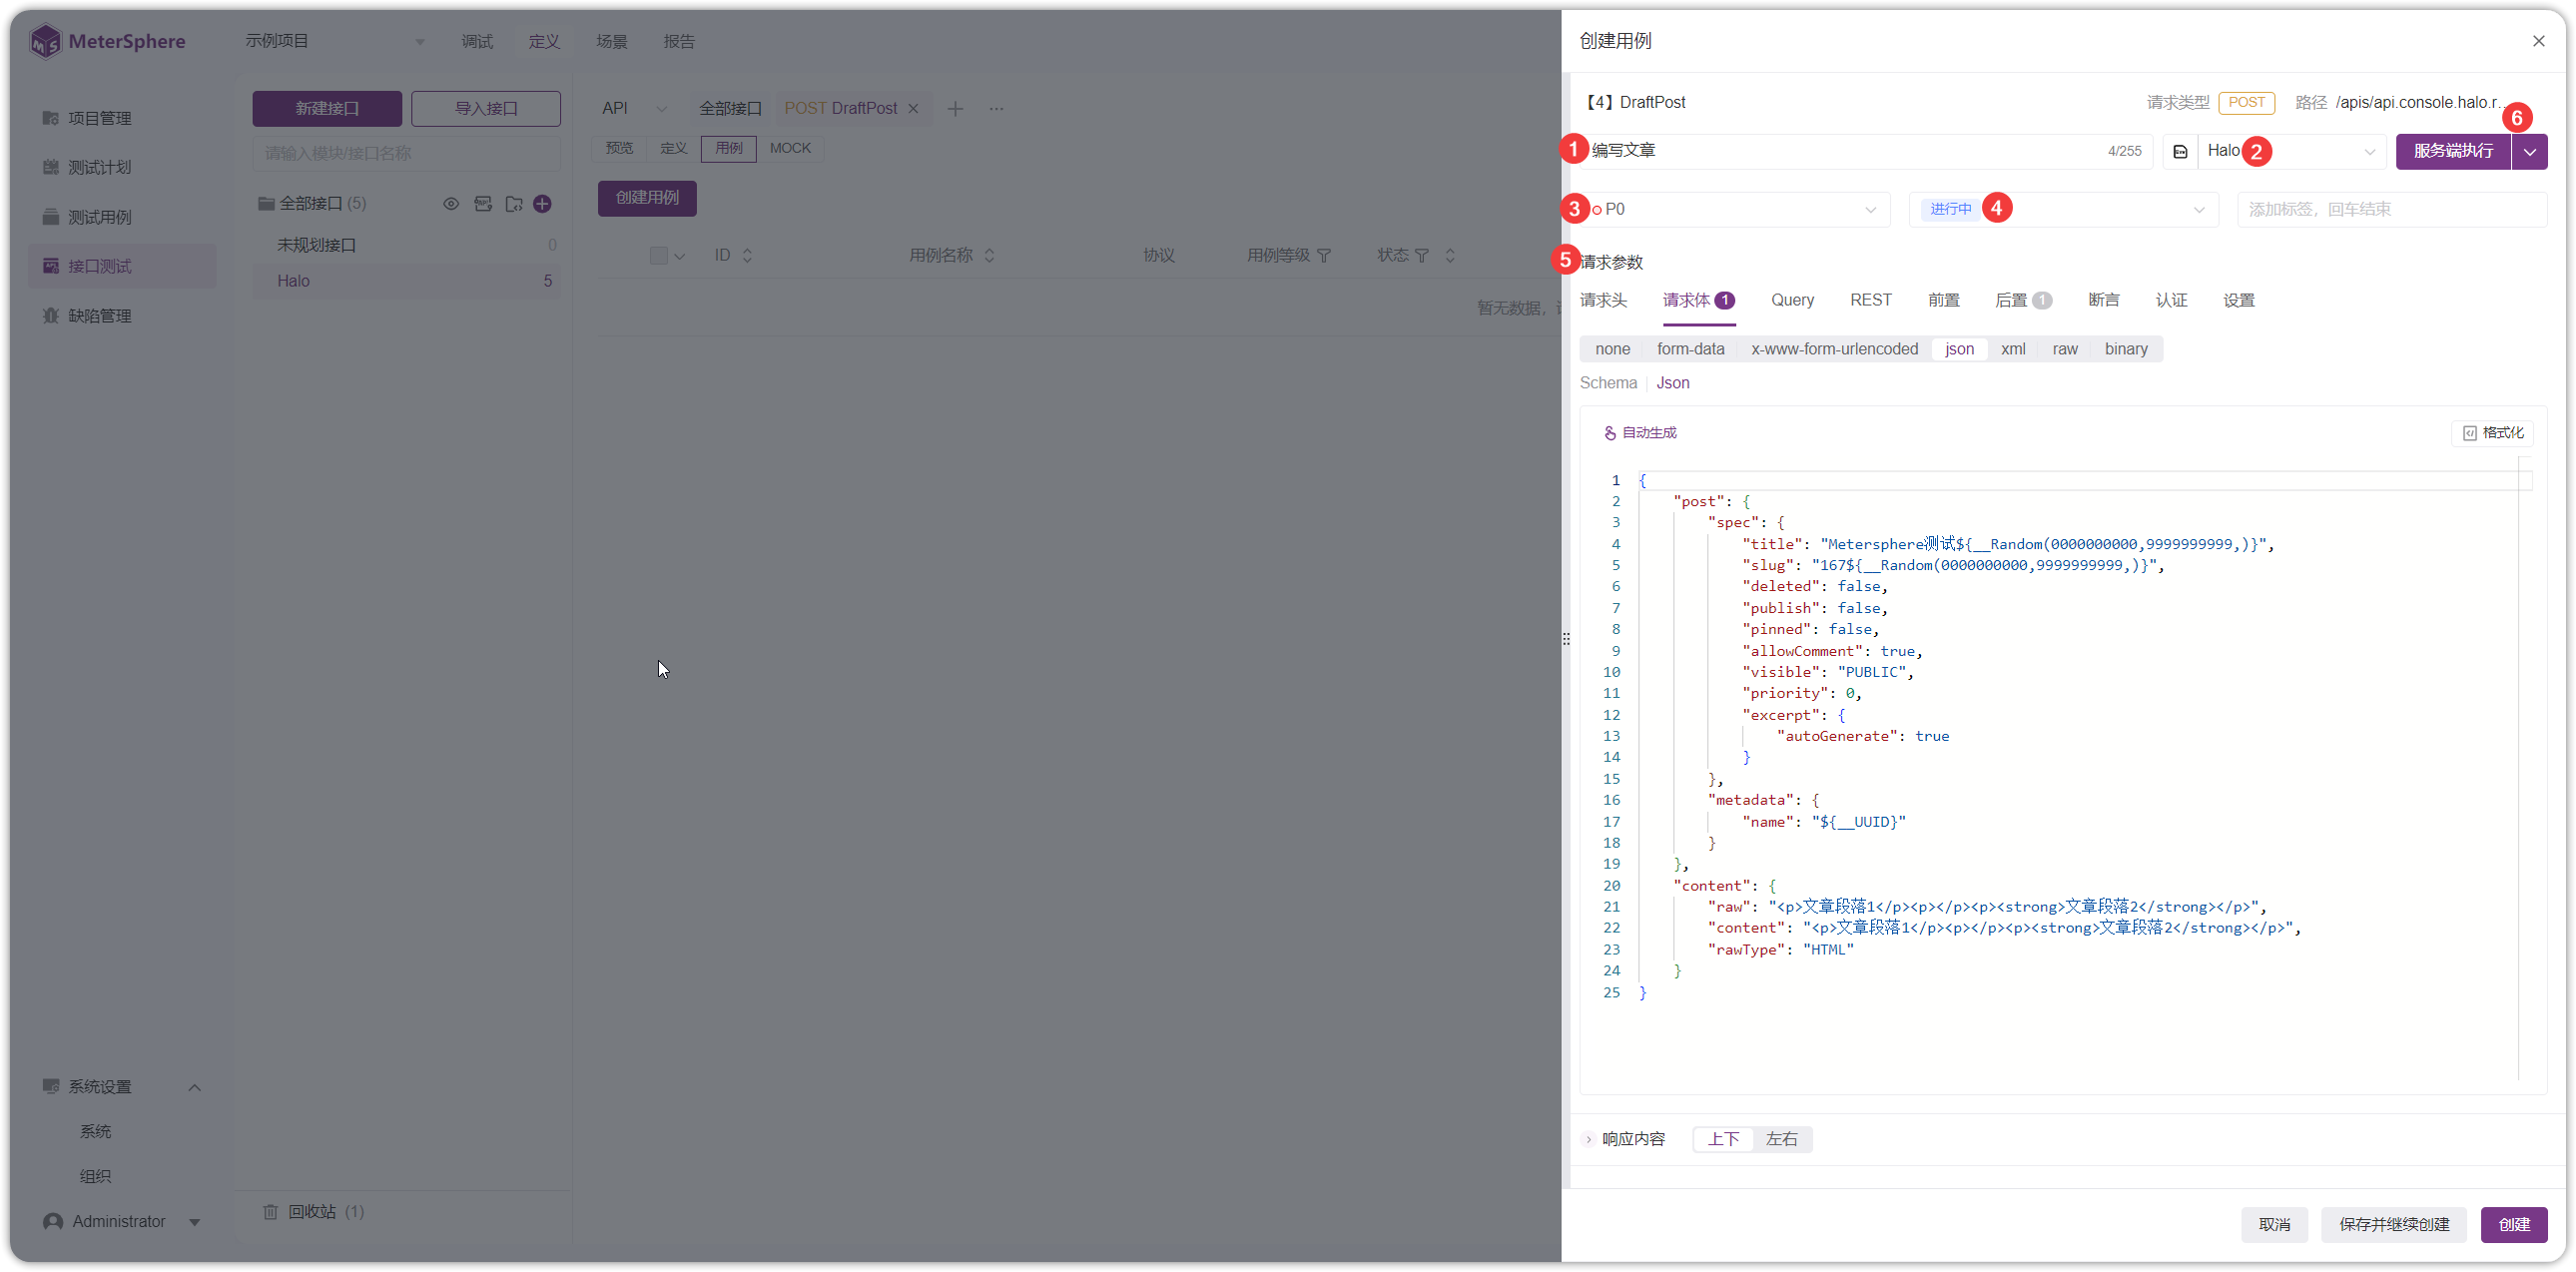 MeterSphere
示例项目
调试
定义
场景
报告
项目管理
测试计划
测试用例
接口测试
缺陷管理
系统设置
系统
组织
Administrator
新建接口
导入接口
请输入模块/接口名称
全部接口 (5)
未规划接口 0
Halo 5
回收站 (1)
API
全部接口
POST DraftPost
预览
定义
用例
MOCK
创建用例
ID
用例名称
协议
用例等级
状态
暂无数据，
创建用例
【4】DraftPost
请求类型 POST 路径 /apis/api.console.halo.r...
6
1 编写文章 4/255
Halo 2
服务端执行
3 P0
进行中 4
添加标签，回车结束
5 请求参数
请求头 请求体 1 Query REST 前置 后置 1 断言 认证 设置
none form-data x-www-form-urlencoded json xml raw binary
Schema Json
自动生成
格式化
1 {
2 "post": {
3 "spec": {
4 "title": "Metersphere测试${__Random(0000000000,9999999999,)}",
5 "slug": "167${__Random(0000000000,9999999999,)}",
6 "deleted": false,
7 "publish": false,
8 "pinned": false,
9 "allowComment": true,
10 "visible": "PUBLIC",
11 "priority": 0,
12 "excerpt": {
13 "autoGenerate": true
14 }
15 },
16 "metadata": {
17 "name": "${__UUID}"
18 }
19 },
20 "content": {
21 "raw": "<p>文章段落1</p><p></p><p><strong>文章段落2</strong></p>",
22 "content": "<p>文章段落1</p><p></p><p><strong>文章段落2</strong></p>",
23 "rawType": "HTML"
24 }
25 }
响应内容 上下 左右
取消
保存并继续创建
创建